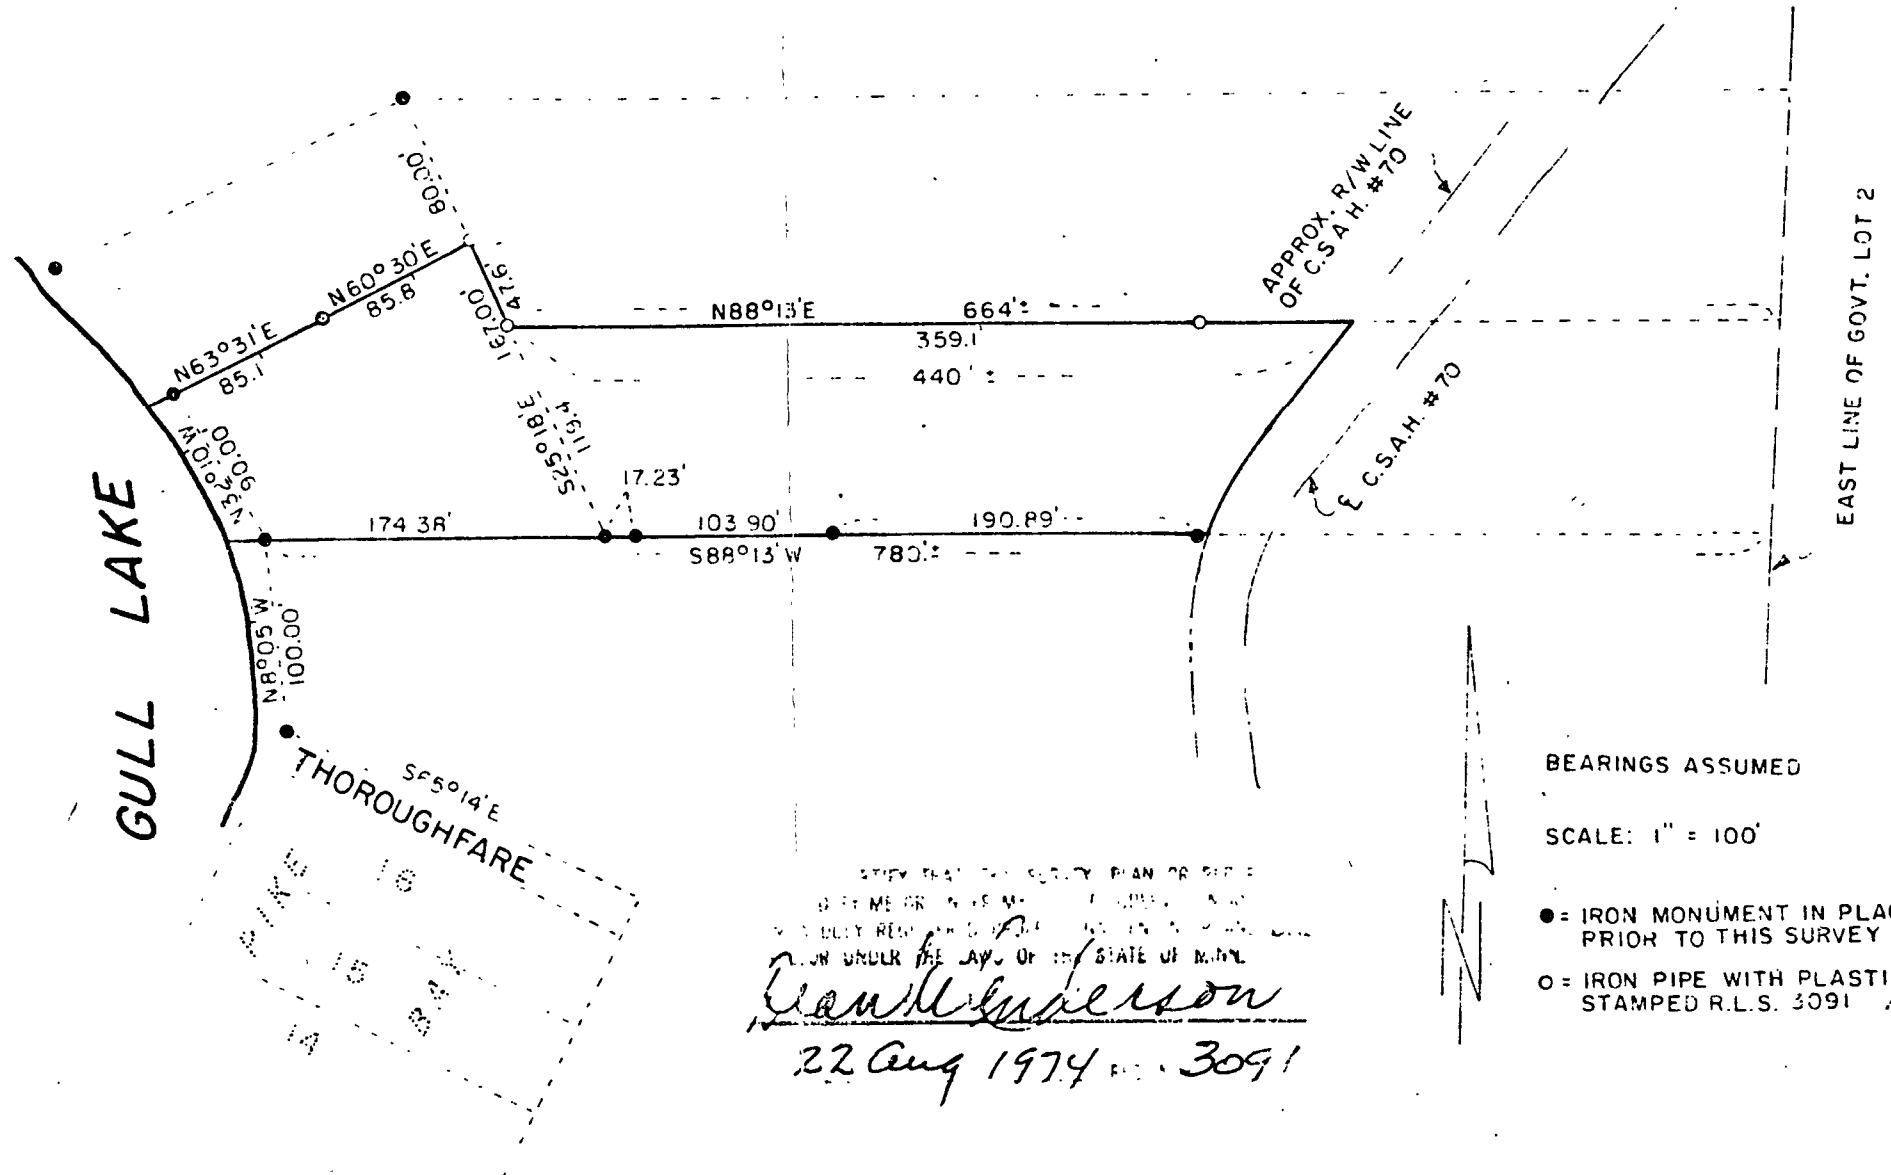 80.00'
N60°30'E
85.8
47.6'
167.00'
N63°31'E
85.1'
N88°13'E 664'±
359.1'
440'±
APPROX. R/W LINE
OF C.S.A.H. #70
EAST LINE OF GOVT. LOT 2
S25°18'E
119.4
90.00
17.23'
℄ C.S.A.H. #70
174.38'
103.90'
190.89'
S88°13'W 780'±
GULL LAKE
N8°05'W
100.00'
S65°14'E
THOROUGHFARE
PIKE
BAY
16
15
14
BEARINGS ASSUMED
SCALE: 1" = 100'
● = IRON MONUMENT IN PLA
PRIOR TO THIS SURVEY
○ = IRON PIPE WITH PLASTI
STAMPED R.L.S. 3091
N
UNDER THE LAWS OF THE STATE OF MINN.
22 Aug 1974 3091